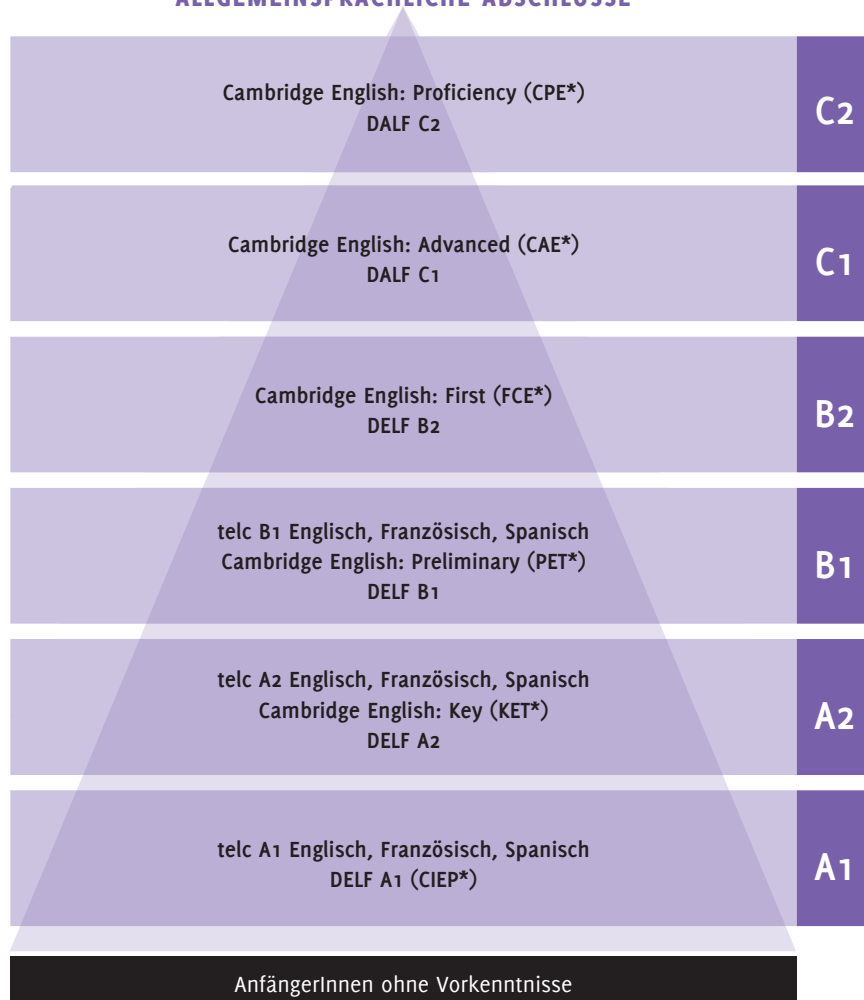 ALLGEMEINSPRACHLICHE ABSCHLÜSSE
Cambridge English: Proficiency (CPE*)
DALF C2
C2
Cambridge English: Advanced (CAE*)
DALF C1
C1
Cambridge English: First (FCE*)
DELF B2
B2
telc B1 Englisch, Französisch, Spanisch
Cambridge English: Preliminary (PET*)
DELF B1
B1
telc A2 Englisch, Französisch, Spanisch
Cambridge English: Key (KET*)
DELF A2
A2
telc A1 Englisch, Französisch, Spanisch
DELF A1 (CIEP*)
A1
AnfängerInnen ohne Vorkenntnisse